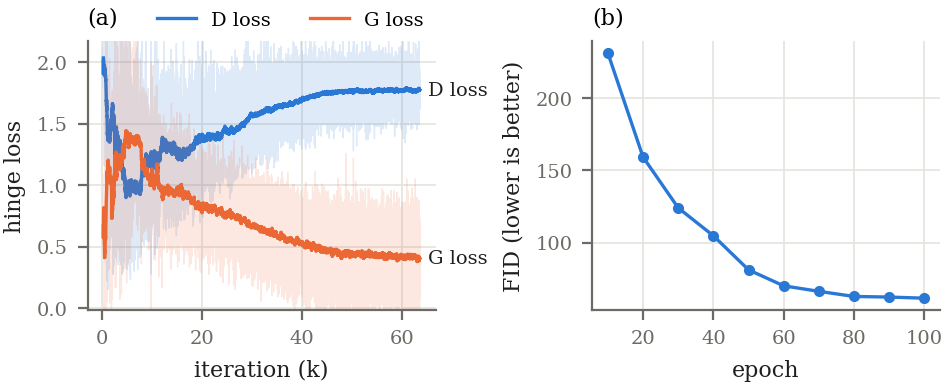 (a)
D loss
G loss
hinge loss
2.0
1.5
1.0
0.5
0.0
D loss
G loss
0
20
40
60
iteration (k)
(b)
FID (lower is better)
200
150
100
20
40
60
80
100
epoch